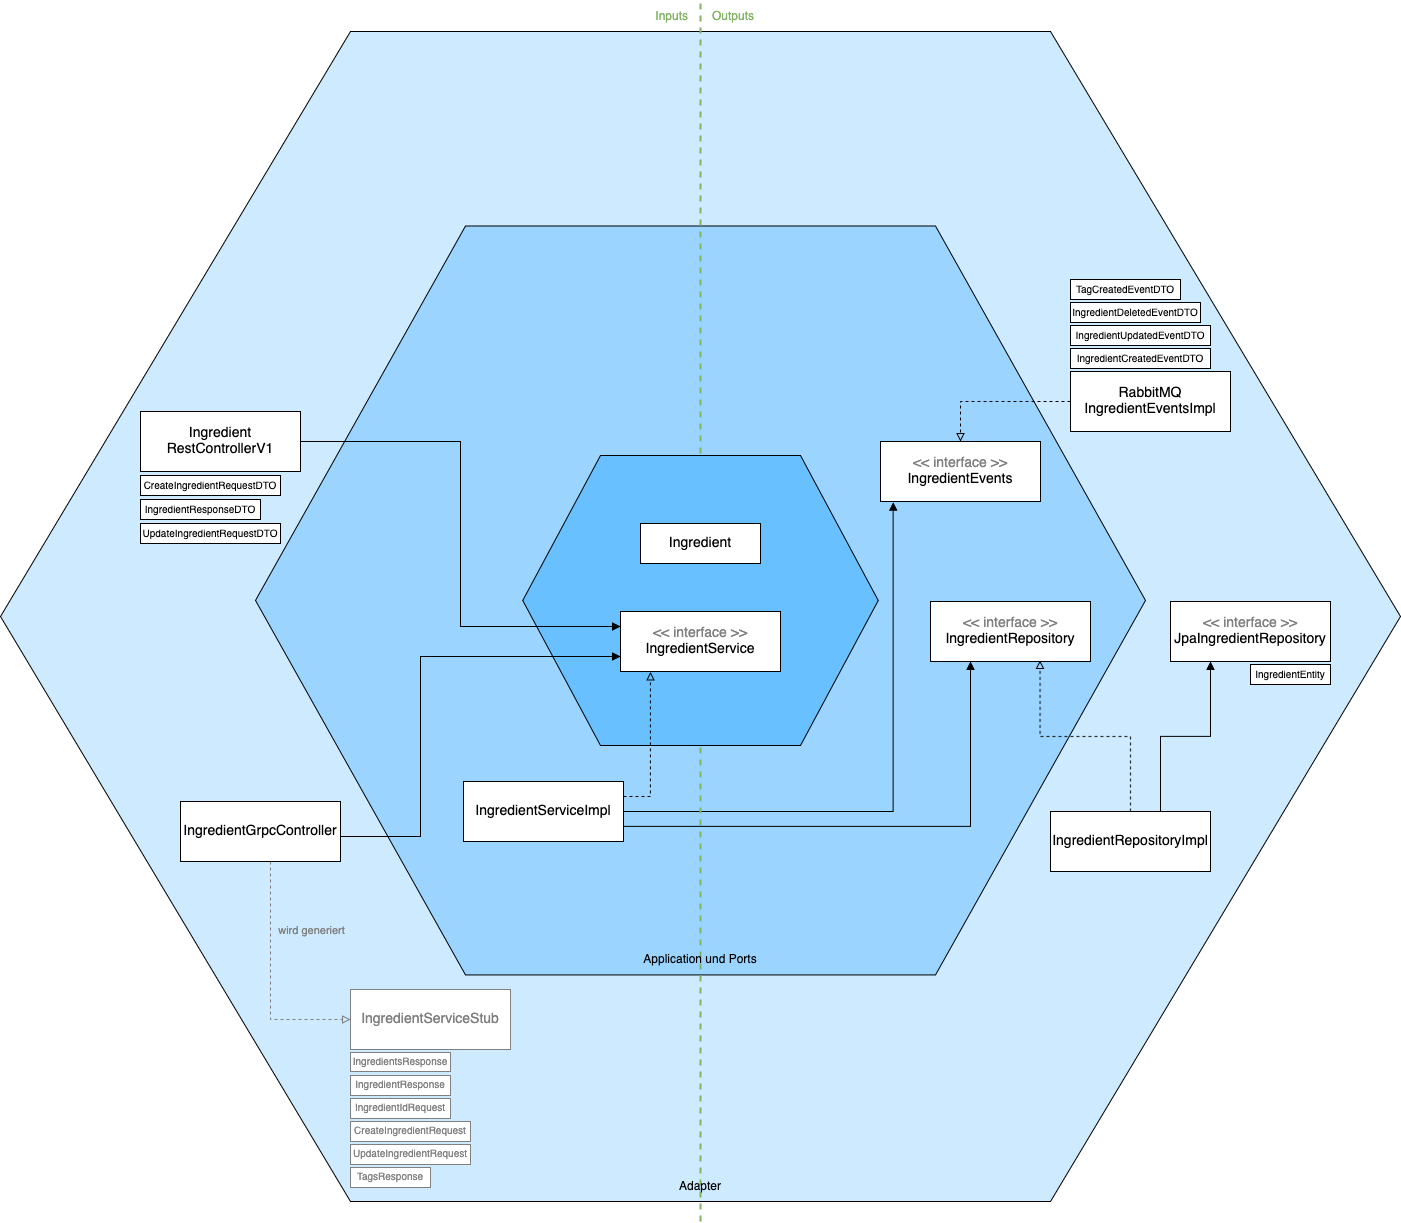 Inputs
Outputs
TagCreatedEventDTO
IngredientDeletedEventDTO
IngredientUpdatedEventDTO
IngredientCreatedEventDTO
RabbitMQ
IngredientEventsImpl
Ingredient
RestControllerV1
CreateIngredientRequestDTO
IngredientResponseDTO
UpdateIngredientRequestDTO
<< interface >>
IngredientEvents
Ingredient
<< interface >>
IngredientService
<< interface >>
IngredientRepository
<< interface >>
JpaIngredientRepository
IngredientEntity
IngredientGrpcController
IngredientServiceImpl
IngredientRepositoryImpl
wird generiert
Application und Ports
IngredientServiceStub
IngredientsResponse
IngredientResponse
IngredientIdRequest
CreateIngredientRequest
UpdateIngredientRequest
TagsResponse
Adapter